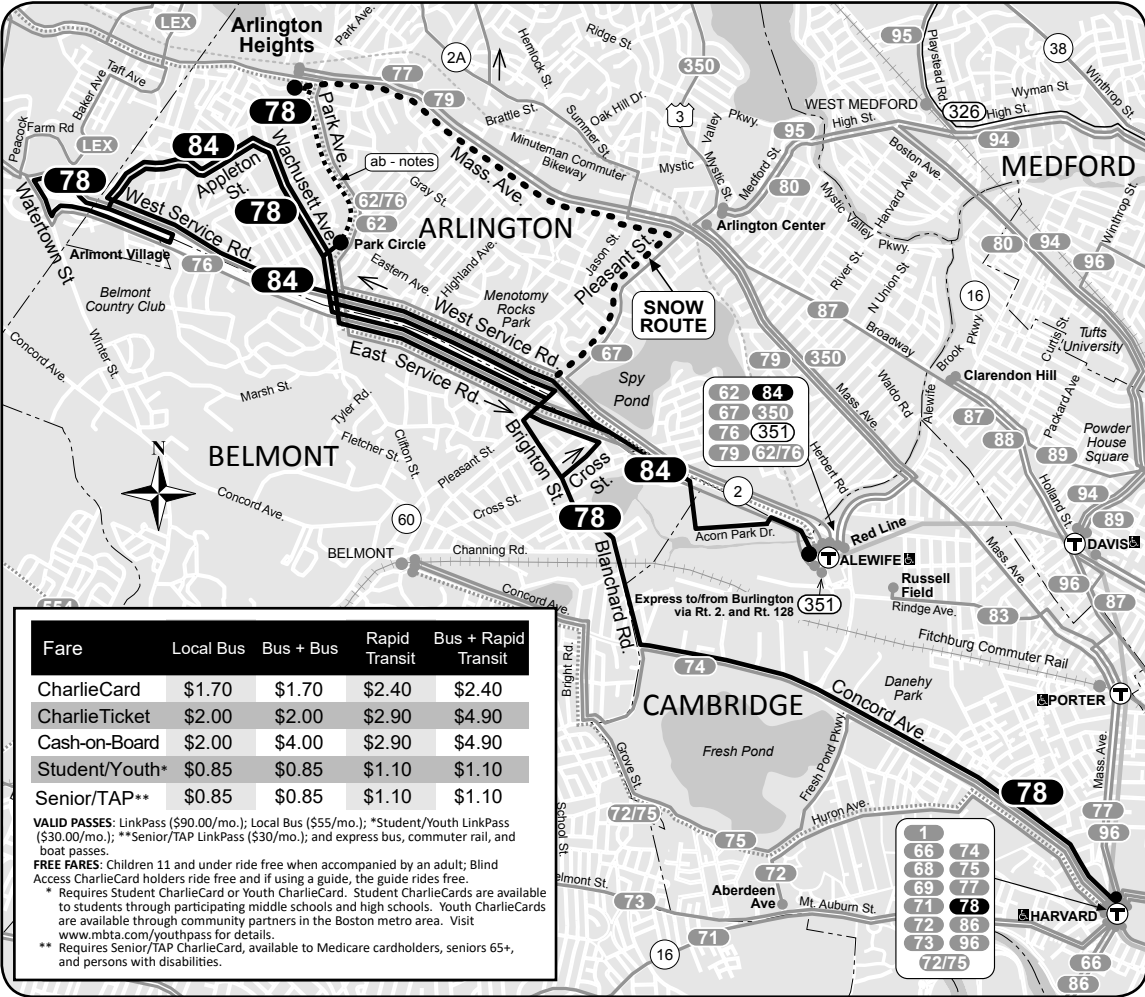 LEX
Arlington
Heights
Park Ave.
2A
Hemlock St.
Ridge St.
350
95
Playstead Rd
38
Winthrop St.
Taft Ave
Baker Ave
77
79
Brattle St.
Summer St.
Oak Hill Dr.
3
Valley
Pkwy.
WEST MEDFORD
High St.
326
High St.
Wyman St
94
Peacock
Farm Rd
LEX
78
Park Ave.
84
Wachusett Ave
Appleton
St.
ab - notes
Mass. Ave.
Minuteman Commuter
Bikeway
Mystic
Mystic St.
Medford St.
95
80
Boston Ave.
MEDFORD
78
Watertown St
West Service Rd.
78
62/76
62
Gray St.
ARLINGTON
Arlington Center
Mystic Valley
Pkwy.
Harvard Ave
80
94
96
Winthrop St.
Arlmont Village
76
84
Park Circle
Eastern Ave.
Highland Ave.
Jason St.
Pleasant St.
River St.
N Union St
16
Belmont
Country Club
Menotomy
Rocks
Park
SNOW
ROUTE
87
Broadway
Brook
Pkwy.
Curtis St.
Tufts
University
Concord Ave.
Winter St.
West Service Rd.
East Service Rd.
67
79
350
Mass. Ave
Waldo Rd
Alewife
Clarendon Hill
Packard Ave
Marsh St.
Tyler Rd.
Fletcher St.
Clifton St.
Pleasant St.
Spy
Pond
62 84
67 350
76 351
79 62/76
87
88
89
Powder
House
Square
N
BELMONT
Brighton St.
Cross
St.
84
Herbert Rd
Holland St.
94
89
Concord Ave.
60
Cross St.
78
2
Acorn Park Dr.
Red Line
T
ALEWIFE
T
DAVIS
BELMONT
Channing Rd.
Blanchard Rd.
Express to/from Burlington
via Rt. 2. and Rt. 128
351
Russell
Field
Rindge Ave.
83
Mass. Ave.
96
87
Concord Ave.
Fitchburg Commuter Rail
554
74
Bright Rd.
CAMBRIDGE
Concord Ave.
Danehy
Park
PORTER
T
Fresh Pond
Fresh Pond Pkwy.
Grove St.
Mass. Ave.
78
72/75
Huron Ave.
77
96
School St.
75
72
Belmont St.
73
Aberdeen
Ave
Mt. Auburn St.
71
16
1
66 74
68 75
69 77
71 78
72 86
73 96
72/75
HARVARD
T
66
86
Fare Local Bus Bus + Bus Rapid Transit Bus + Rapid Transit
CharlieCard $1.70 $1.70 $2.40 $2.40
CharlieTicket $2.00 $2.00 $2.90 $4.90
Cash-on-Board $2.00 $4.00 $2.90 $4.90
Student/Youth* $0.85 $0.85 $1.10 $1.10
Senior/TAP** $0.85 $0.85 $1.10 $1.10
VALID PASSES: LinkPass ($90.00/mo.); Local Bus ($55/mo.); *Student/Youth LinkPass
($30.00/mo.); **Senior/TAP LinkPass ($30/mo.); and express bus, commuter rail, and
boat passes.
FREE FARES: Children 11 and under ride free when accompanied by an adult; Blind
Access CharlieCard holders ride free and if using a guide, the guide rides free.
* Requires Student CharlieCard or Youth CharlieCard. Student CharlieCards are available
to students through participating middle schools and high schools. Youth CharlieCards
are available through community partners in the Boston metro area. Visit
www.mbta.com/youthpass for details.
** Requires Senior/TAP CharlieCard, available to Medicare cardholders, seniors 65+,
and persons with disabilities.